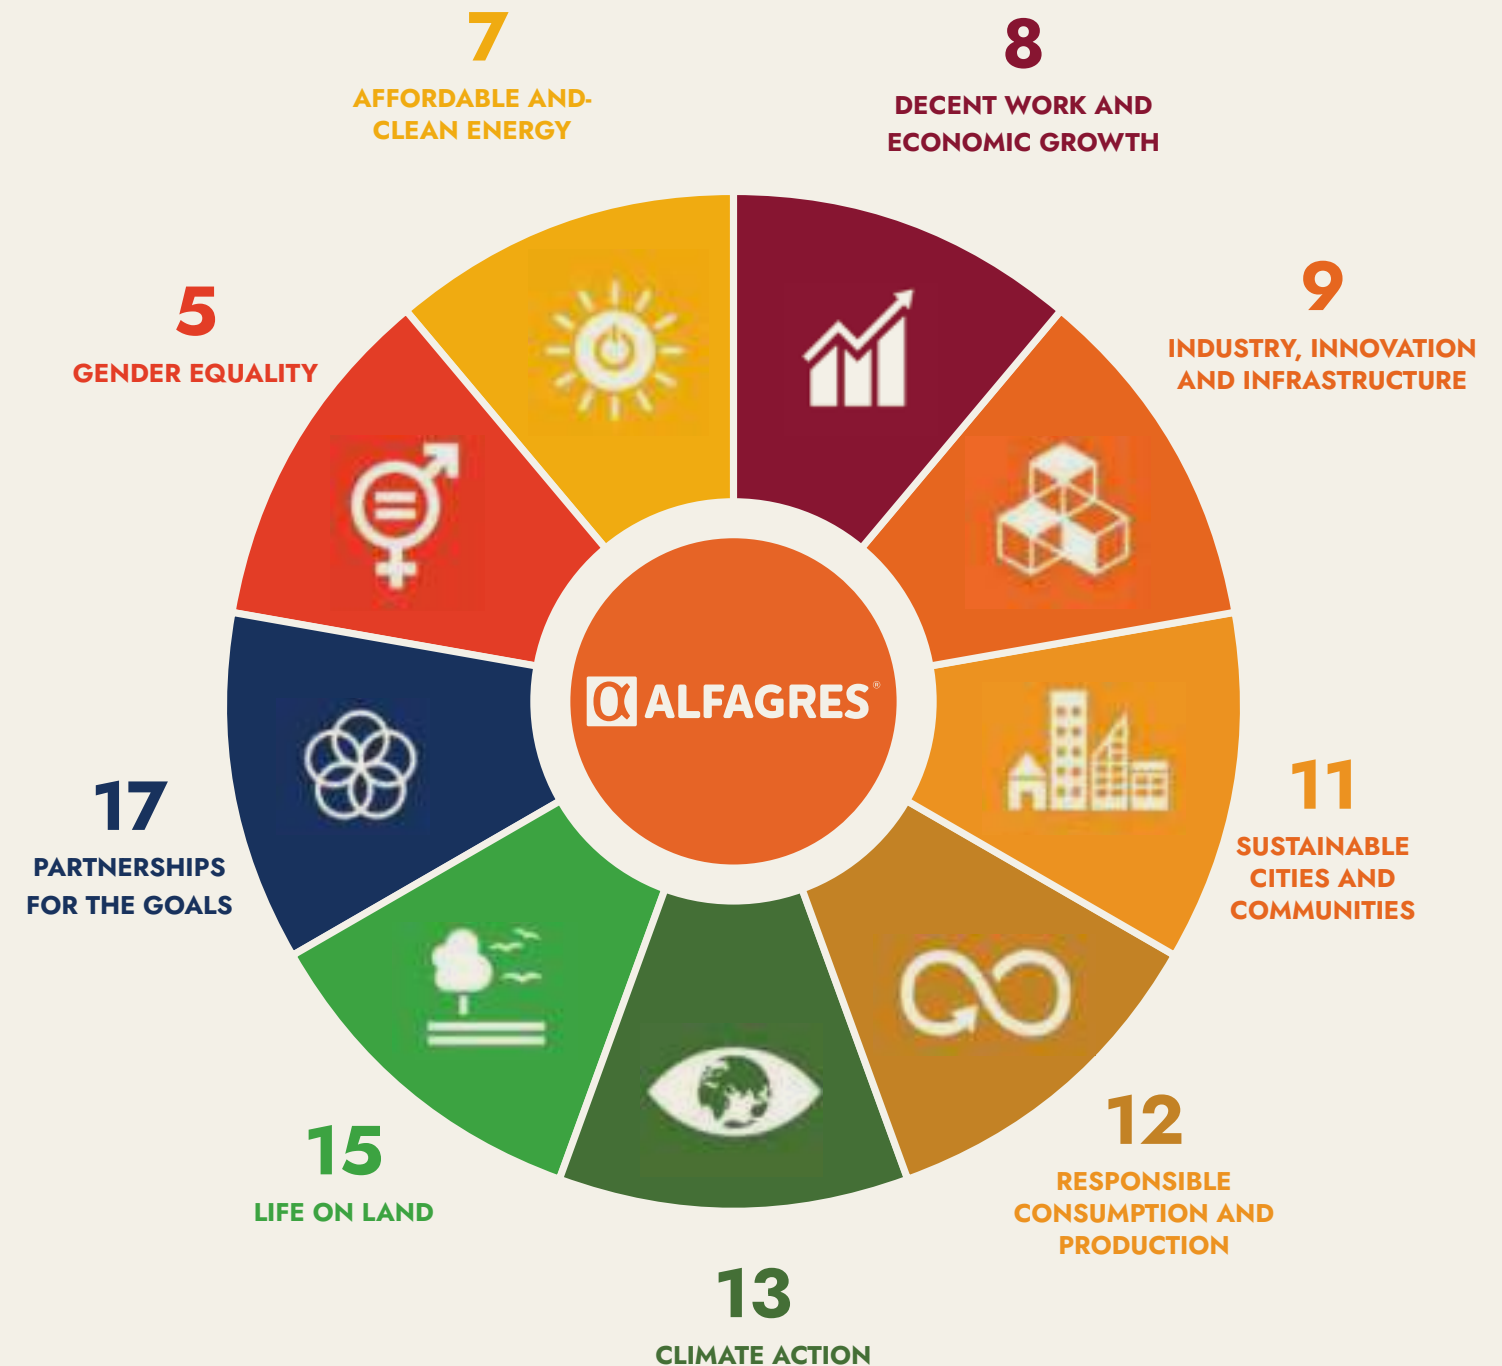 7
AFFORDABLE AND-
CLEAN ENERGY
8
DECENT WORK AND
ECONOMIC GROWTH
5
GENDER EQUALITY
9
INDUSTRY, INNOVATION
AND INFRASTRUCTURE
α ALFAGRES®
17
PARTNERSHIPS
FOR THE GOALS
11
SUSTAINABLE
CITIES AND
COMMUNITIES
15
LIFE ON LAND
12
RESPONSIBLE
CONSUMPTION AND
PRODUCTION
13
CLIMATE ACTION